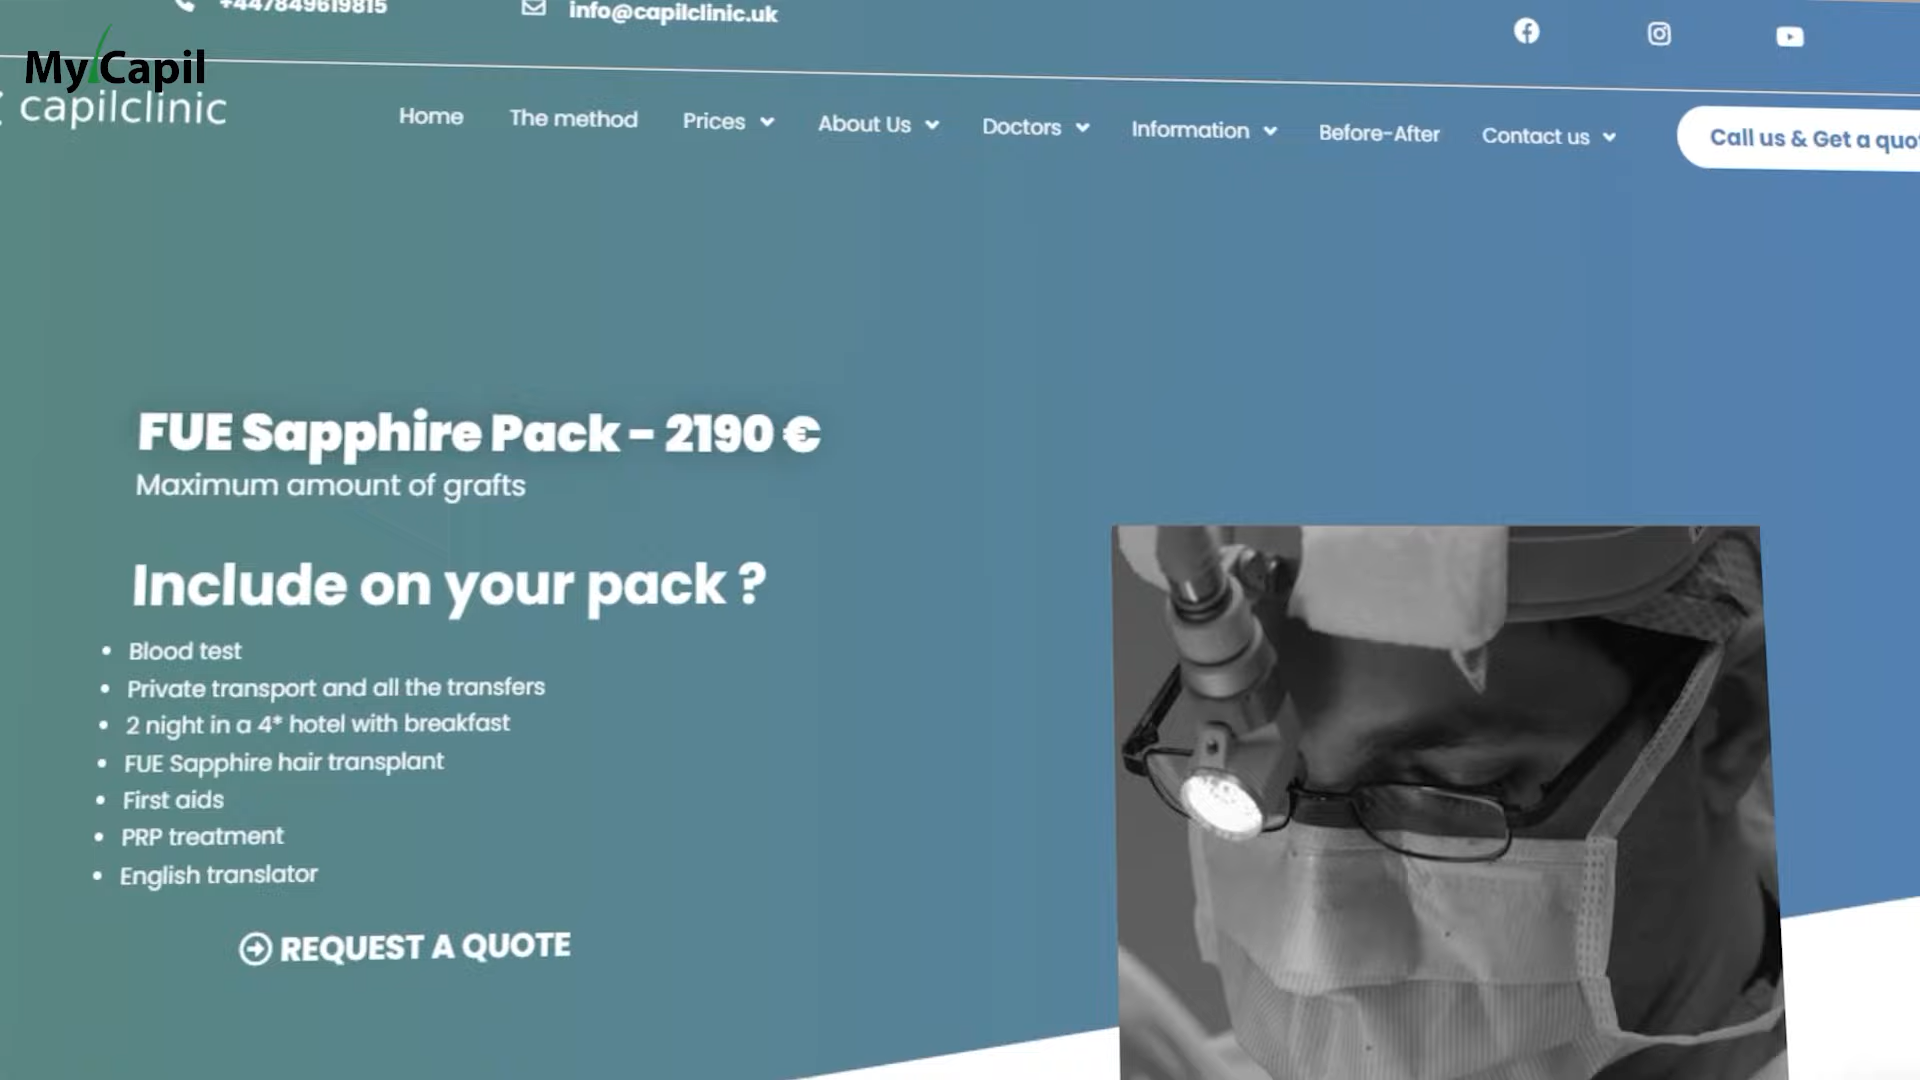 +447849619815
info@capilclinic.uk
My Capil
capilclinic
Home
The method
Prices
About Us
Doctors
Information
Before-After
Contact us
Call us & Get a quo
FUE Sapphire Pack - 2190 €
Maximum amount of grafts
Include on your pack ?
• Blood test
• Private transport and all the transfers
• 2 night in a 4* hotel with breakfast
• FUE Sapphire hair transplant
• First aids
• PRP treatment
• English translator
REQUEST A QUOTE